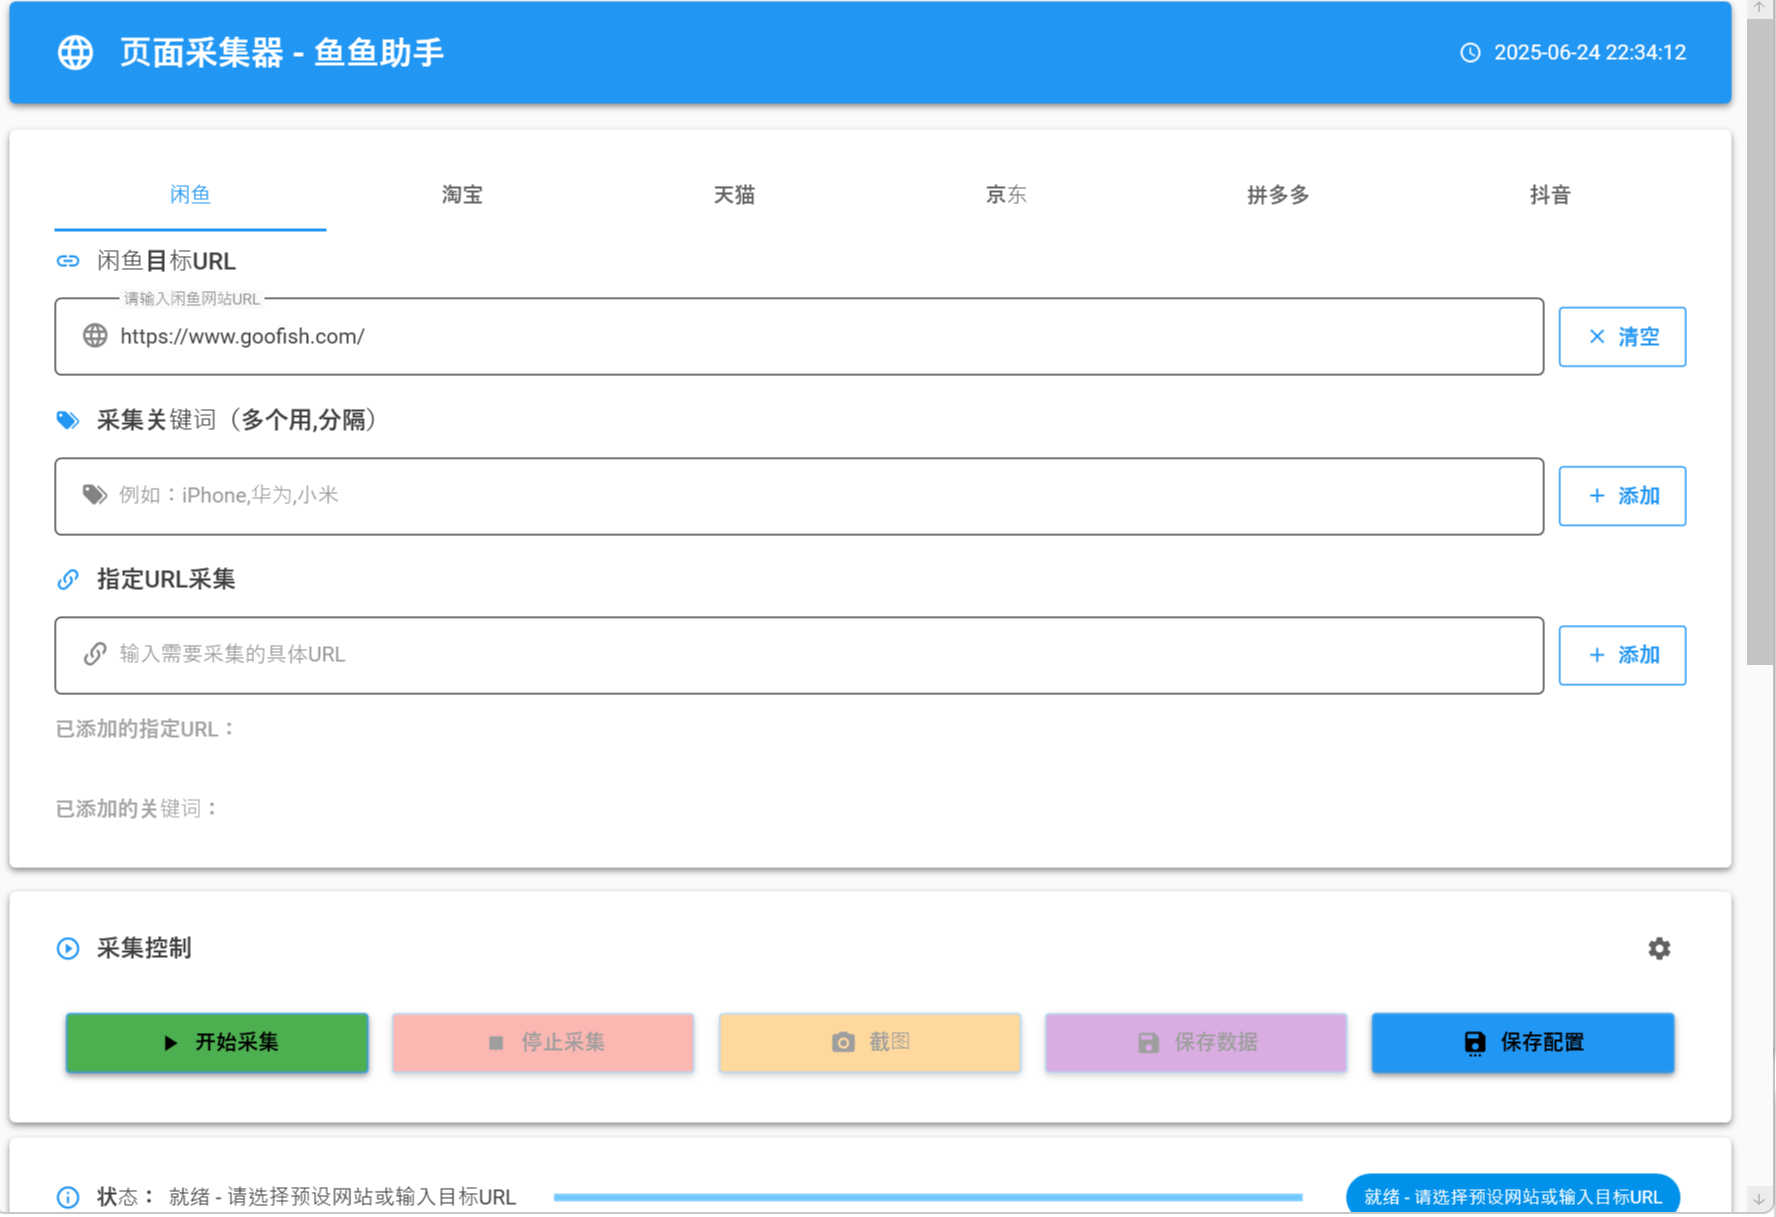 页面采集器 - 鱼鱼助手
2025-06-24 22:34:12
闲鱼
淘宝
天猫
京东
拼多多
抖音
闲鱼目标URL
请输入闲鱼网站URL
https://www.goofish.com/
清空
采集关键词（多个用,分隔）
例如：iPhone,华为,小米
添加
指定URL采集
输入需要采集的具体URL
添加
已添加的指定URL：
已添加的关键词：
采集控制
开始采集
停止采集
截图
保存数据
保存配置
状态： 就绪 - 请选择预设网站或输入目标URL
就绪 - 请选择预设网站或输入目标URL